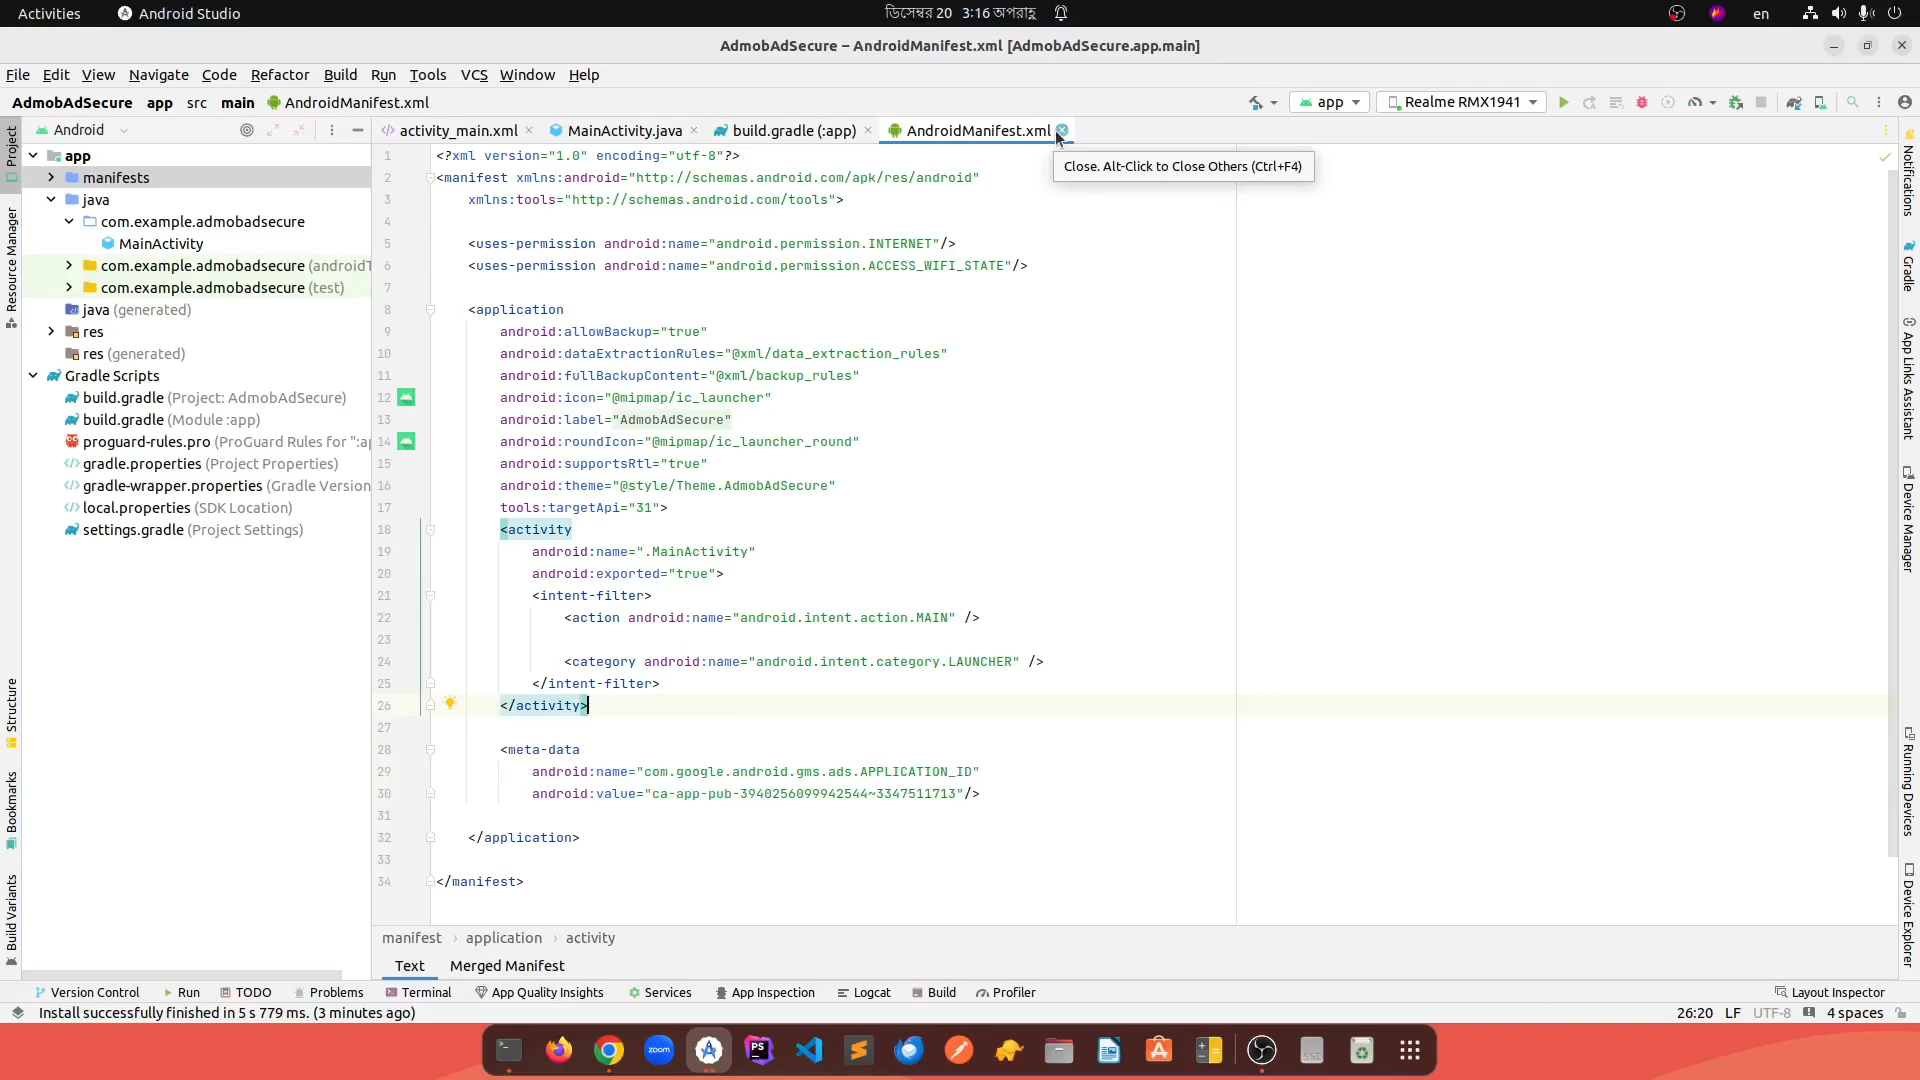 Activities
Android Studio
ডিসেম্বর 20 3:16 অপরাহ্ণ
en
AdmobAdSecure – AndroidManifest.xml [AdmobAdSecure.app.main]
File Edit View Navigate Code Refactor Build Run Tools VCS Window Help
AdmobAdSecure app src main AndroidManifest.xml
app
Realme RMX1941
Project
Resource Manager
Structure
Bookmarks
Build Variants
Android
app
manifests
java
com.example.admobadsecure
MainActivity
com.example.admobadsecure (androidT
com.example.admobadsecure (test)
java (generated)
res
res (generated)
Gradle Scripts
build.gradle (Project: AdmobAdSecure)
build.gradle (Module :app)
proguard-rules.pro (ProGuard Rules for ":ap
gradle.properties (Project Properties)
gradle-wrapper.properties (Gradle Version
local.properties (SDK Location)
settings.gradle (Project Settings)
activity_main.xml MainActivity.java build.gradle (:app) AndroidManifest.xml
Close. Alt-Click to Close Others (Ctrl+F4)
1 <?xml version="1.0" encoding="utf-8"?>
2 <manifest xmlns:android="http://schemas.android.com/apk/res/android"
3 xmlns:tools="http://schemas.android.com/tools">
4
5 <uses-permission android:name="android.permission.INTERNET"/>
6 <uses-permission android:name="android.permission.ACCESS_WIFI_STATE"/>
7
8 <application
9 android:allowBackup="true"
10 android:dataExtractionRules="@xml/data_extraction_rules"
11 android:fullBackupContent="@xml/backup_rules"
12 android:icon="@mipmap/ic_launcher"
13 android:label="AdmobAdSecure"
14 android:roundIcon="@mipmap/ic_launcher_round"
15 android:supportsRtl="true"
16 android:theme="@style/Theme.AdmobAdSecure"
17 tools:targetApi="31">
18 <activity
19 android:name=".MainActivity"
20 android:exported="true">
21 <intent-filter>
22 <action android:name="android.intent.action.MAIN" />
23
24 <category android:name="android.intent.category.LAUNCHER" />
25 </intent-filter>
26 </activity>
27
28 <meta-data
29 android:name="com.google.android.gms.ads.APPLICATION_ID"
30 android:value="ca-app-pub-3940256099942544~3347511713"/>
31
32 </application>
33
34 </manifest>
manifest › application › activity
Text Merged Manifest
Notifications
Gradle
App Links Assistant
Device Manager
Running Devices
Device Explorer
Version Control Run TODO Problems Terminal App Quality Insights Services App Inspection Logcat Build Profiler Layout Inspector
Install successfully finished in 5 s 779 ms. (3 minutes ago)
26:20 LF UTF-8 4 spaces
zoom
PS
SSD